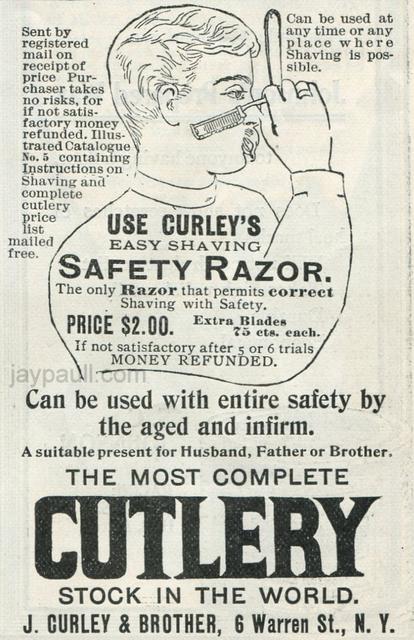 Sent by
registered
mail on
receipt of
price Pur-
chaser takes
no risks, for
if not satis-
factory money
refunded. Illus-
trated Catalogue
No. 5 containing
Instructions on
Shaving and
complete
cutlery
price
list
mailed
free.
Can be used at
any time or any
place where
Shaving is pos-
sible.
USE CURLEY'S
EASY SHAVING
SAFETY RAZOR.
The only Razor that permits correct
Shaving with Safety.
PRICE $2.00.
Extra Blades
75 cts. each.
If not satisfactory after 5 or 6 trials
MONEY REFUNDED.
jaypaull.com
Can be used with entire safety by
the aged and infirm.
A suitable present for Husband, Father or Brother.
THE MOST COMPLETE
CUTLERY
STOCK IN THE WORLD.
J. CURLEY & BROTHER, 6 Warren St., N. Y.